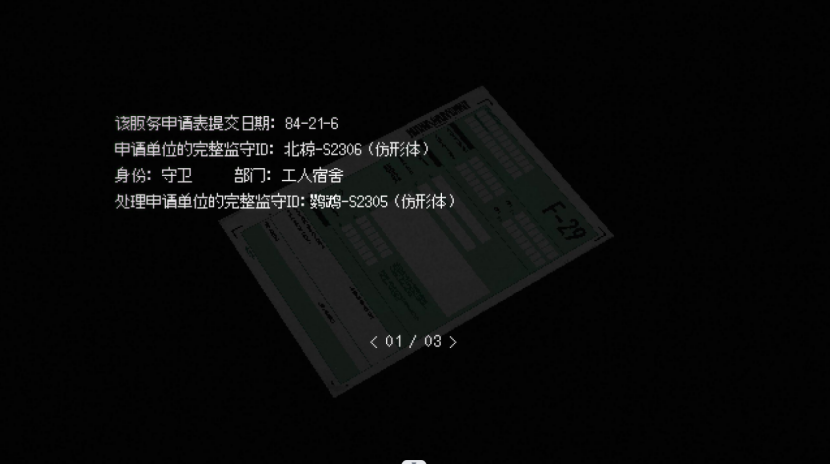 该服务申请表提交日期: 84-21-6
申请单位的完整监守ID: 北椋-S2306 (仿形体)
身份: 守卫 部门: 工人宿舍
处理申请单位的完整监守ID: 鹦鹉-S2305 (仿形体)
F-29
< 01 / 03 >